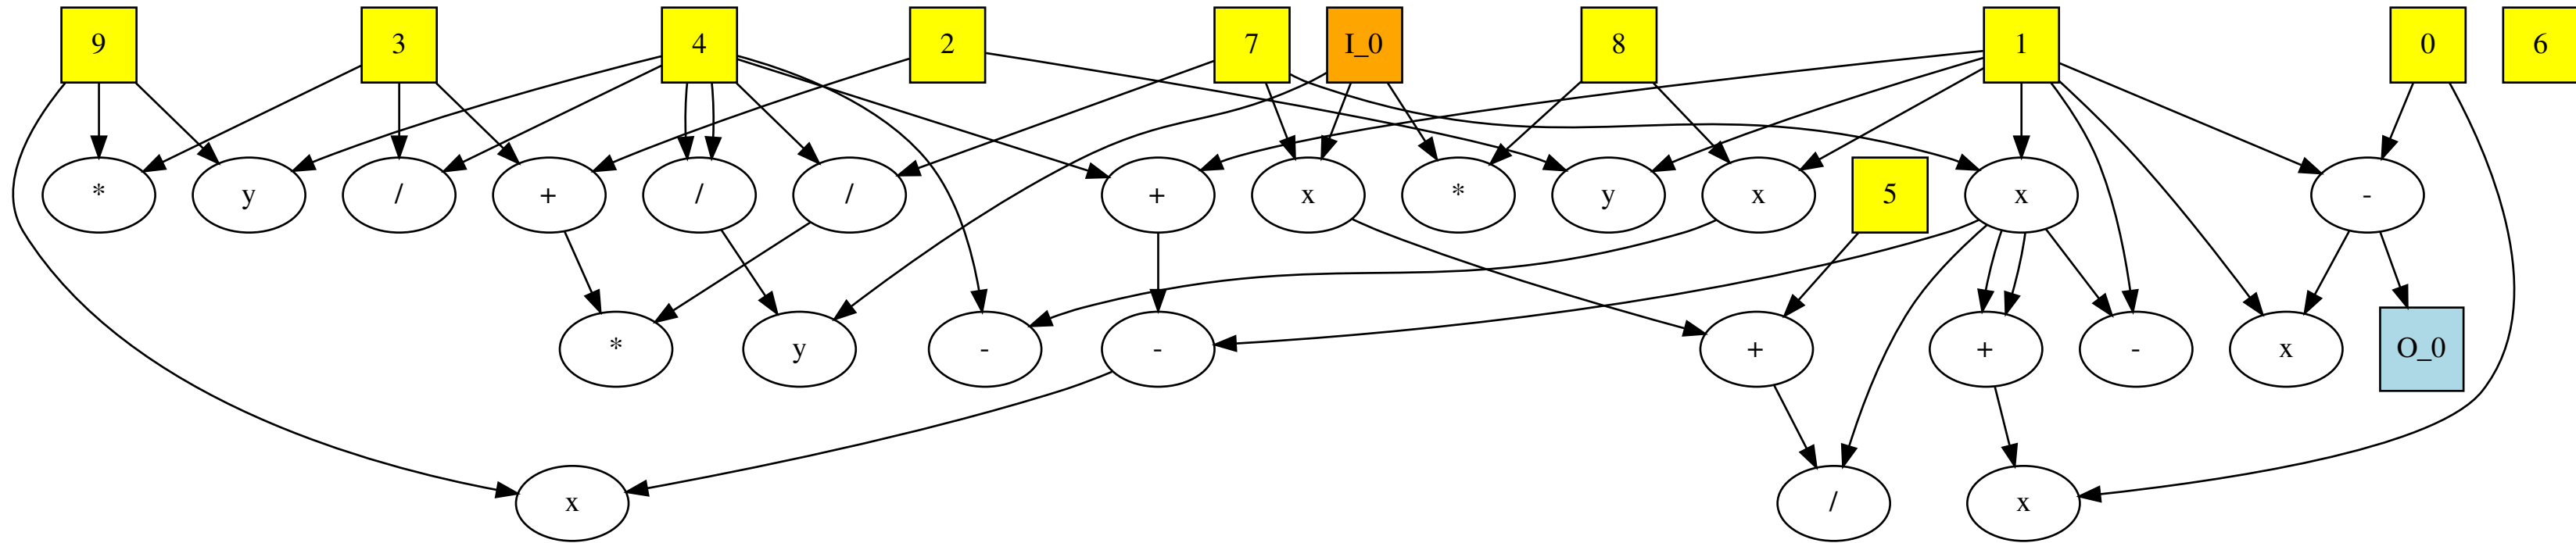 9 3 4 2 7 I_0 8 1 0 6
* y / + / / + x * y x 5 x -
* y - - + + - x O_0
x / x